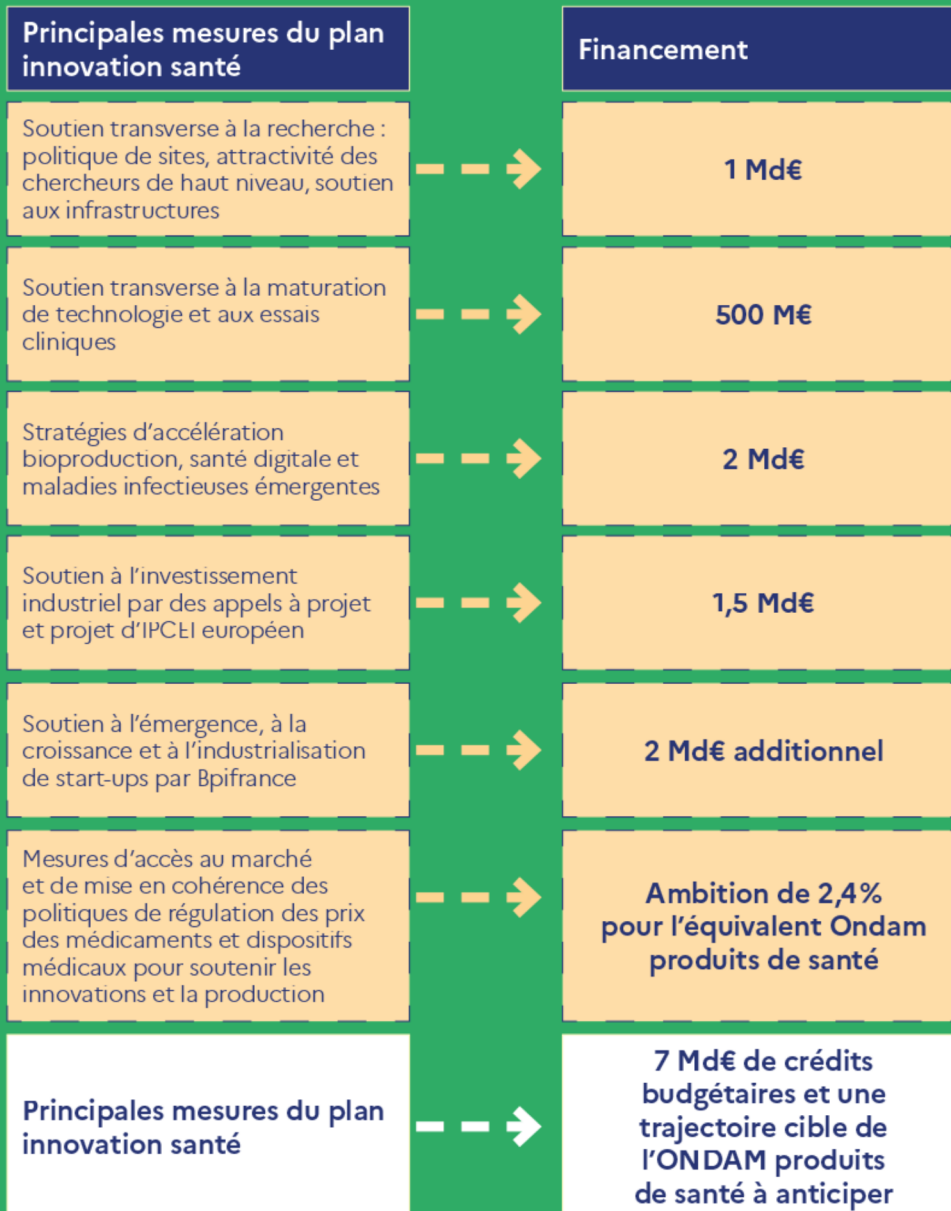 Principales mesures du plan
innovation santé
Financement
Soutien transverse à la recherche :
politique de sites, attractivité des
chercheurs de haut niveau, soutien
aux infrastructures
1 Md€
Soutien transverse à la maturation
de technologie et aux essais
cliniques
500 M€
Stratégies d'accélération
bioproduction, santé digitale et
maladies infectieuses émergentes
2 Md€
Soutien à l'investissement
industriel par des appels à projet
et projet d'IPCEI européen
1,5 Md€
Soutien à l'émergence, à la
croissance et à l'industrialisation
de start-ups par Bpifrance
2 Md€ additionnel
Mesures d'accès au marché
et de mise en cohérence des
politiques de régulation des prix
des médicaments et dispositifs
médicaux pour soutenir les
innovations et la production
Ambition de 2,4%
pour l'équivalent Ondam
produits de santé
Principales mesures du plan
innovation santé
7 Md€ de crédits
budgétaires et une
trajectoire cible de
l'ONDAM produits
de santé à anticiper